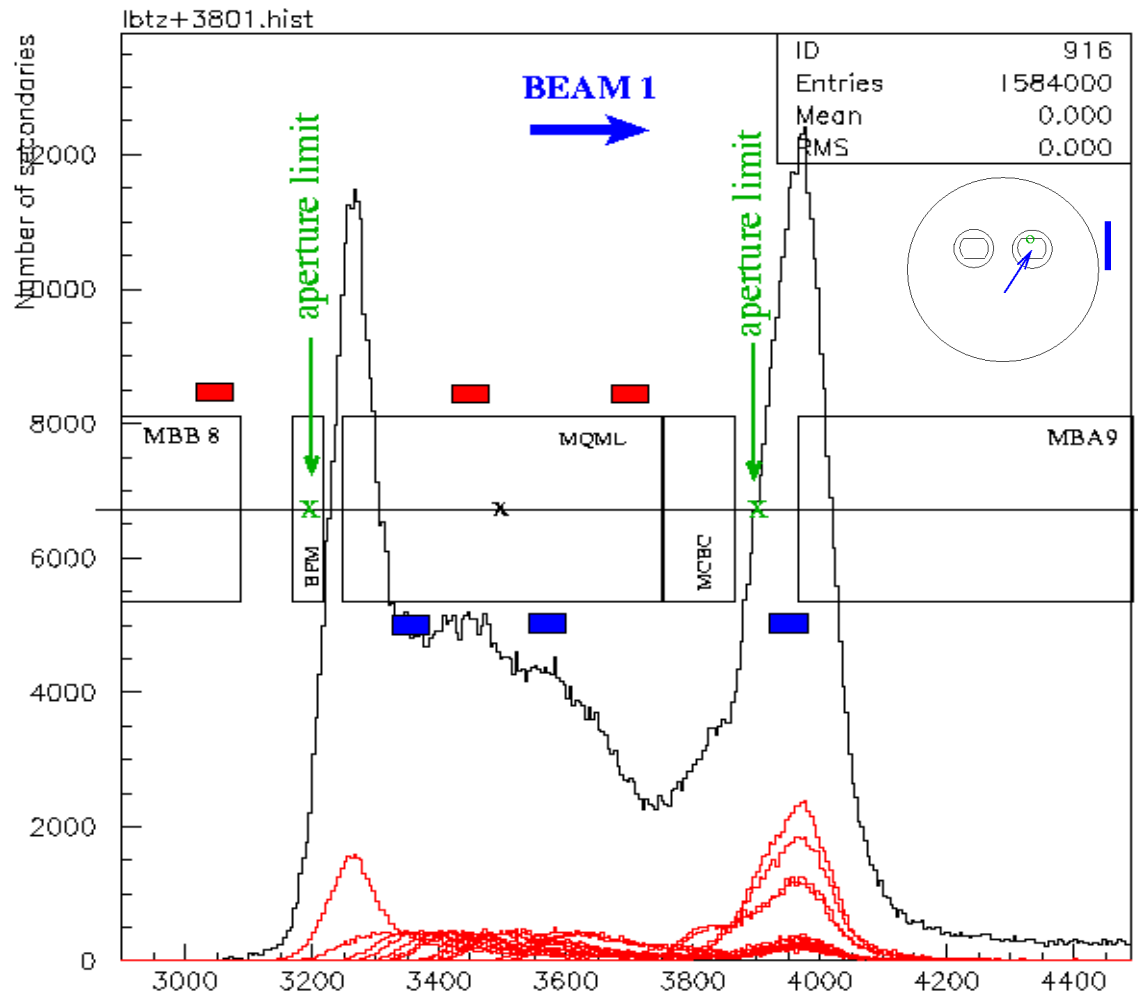 lbtz+3801.hist
ID 916
Entries 1584000
Mean 0.000
RMS 0.000
BEAM 1
Number of secondaries
aperture limit
aperture limit
12000
10000
8000
6000
4000
2000
0
MBB 8
BPM
X
MQML
x
MCBC
X
MBA9
3000 3200 3400 3600 3800 4000 4200 4400